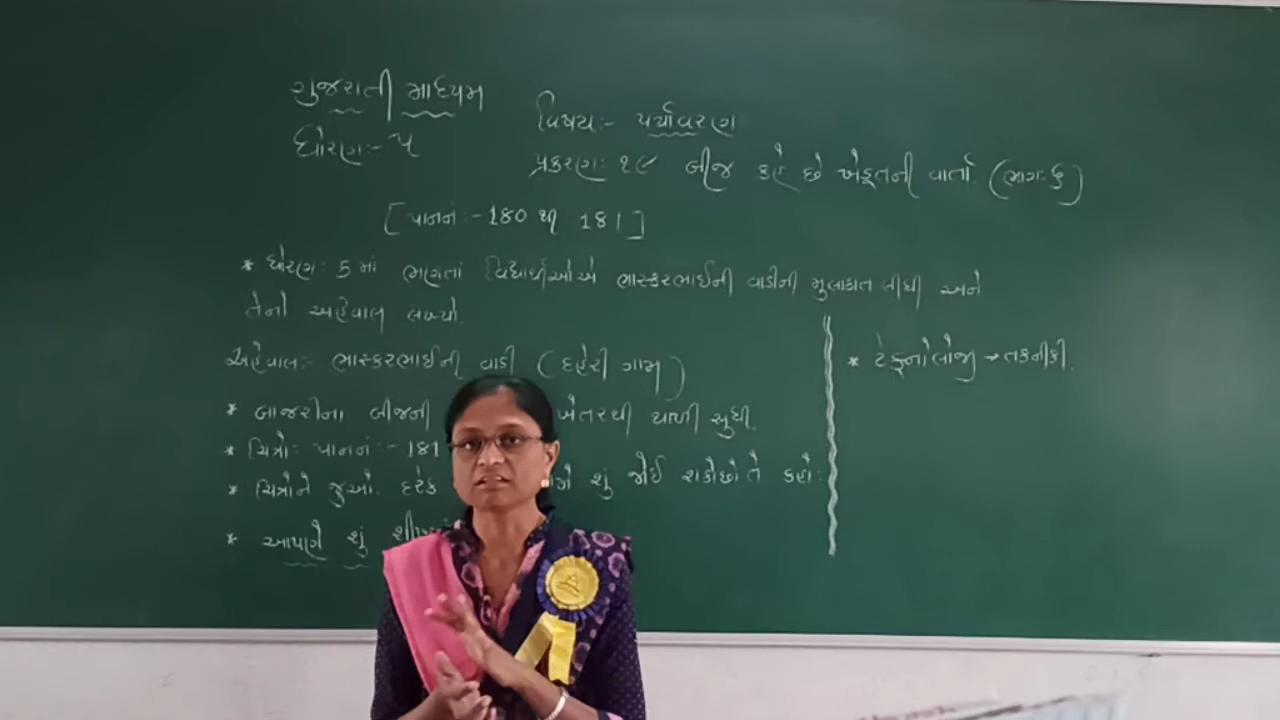 ગુજરાતી માધ્યમ
ધોરણ:- ૫
વિષય:- પર્યાવરણ
પ્રકરણ: ૧૯ બીજ કહે છે ખેડૂતની વાર્તા. (ભાગ: ૬)
[પાનનં:- 180 થી 181]
* ધોરણ: 5 માં ભણતાં વિદ્યાર્થીઓએ ભાસ્કરભાઈની વાડીની મુલાકાત લીધી અને
તેનો અહેવાલ લખ્યો.
અહેવાલ:- ભાસ્કરભાઈની વાડી (દહેરી ગામ)
* બાજરીના બીજની ખેતરથી થાળી સુધી.
* ચિત્રો: પાનનં:- 181
* ચિત્રોને જુઓ. દરેક શું જોઈ શકોછો તે કહો:
* આપણે શું
* ટેક્નોલોજી → તકનીકી.